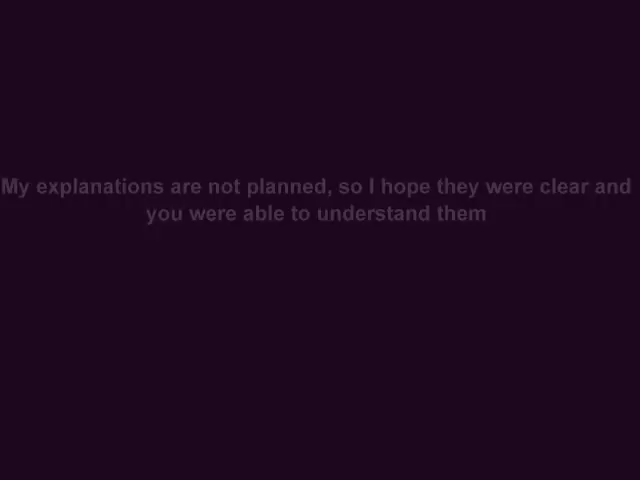 My explanations are not planned, so I hope they were clear and
you were able to understand them